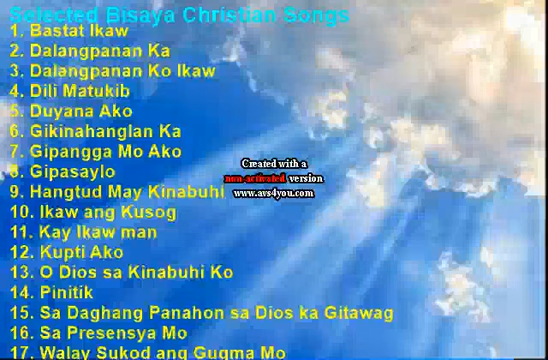 Selected Bisaya Christian Songs
1. Bastat Ikaw
2. Dalangpanan Ka
3. Dalangpanan Ko Ikaw
4. Dili Matukib
5. Duyana Ako
6. Gikinahanglan Ka
7. Gipangga Mo Ako
8. Gipasaylo
9. Hangtud May Kinabuhi
10. Ikaw ang Kusog
11. Kay Ikaw man
12. Kupti Ako
13. O Dios sa Kinabuhi Ko
14. Pinitik
15. Sa Daghang Panahon sa Dios ka Gitawag
16. Sa Presensya Mo
17. Walay Sukod ang Gugma Mo
Created with a
non-activated version
www.avs4you.com